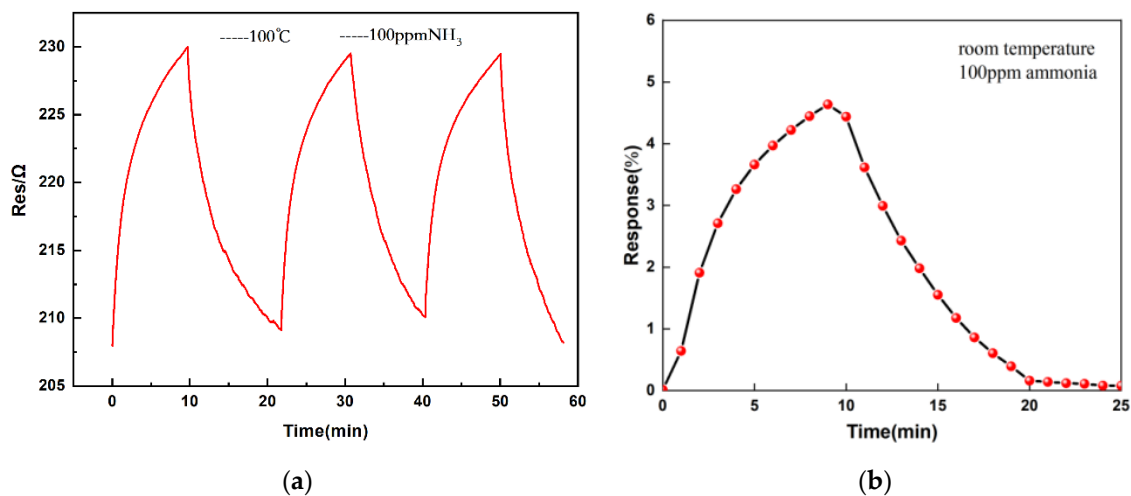 -----100℃ -----100ppmNH3
230
225
220
215
210
205
Res/Ω
0 10 20 30 40 50 60
Time(min)
(a)
room temperature
100ppm ammonia
6
5
4
3
2
1
0
Response(%)
0 5 10 15 20 25
Time(min)
(b)